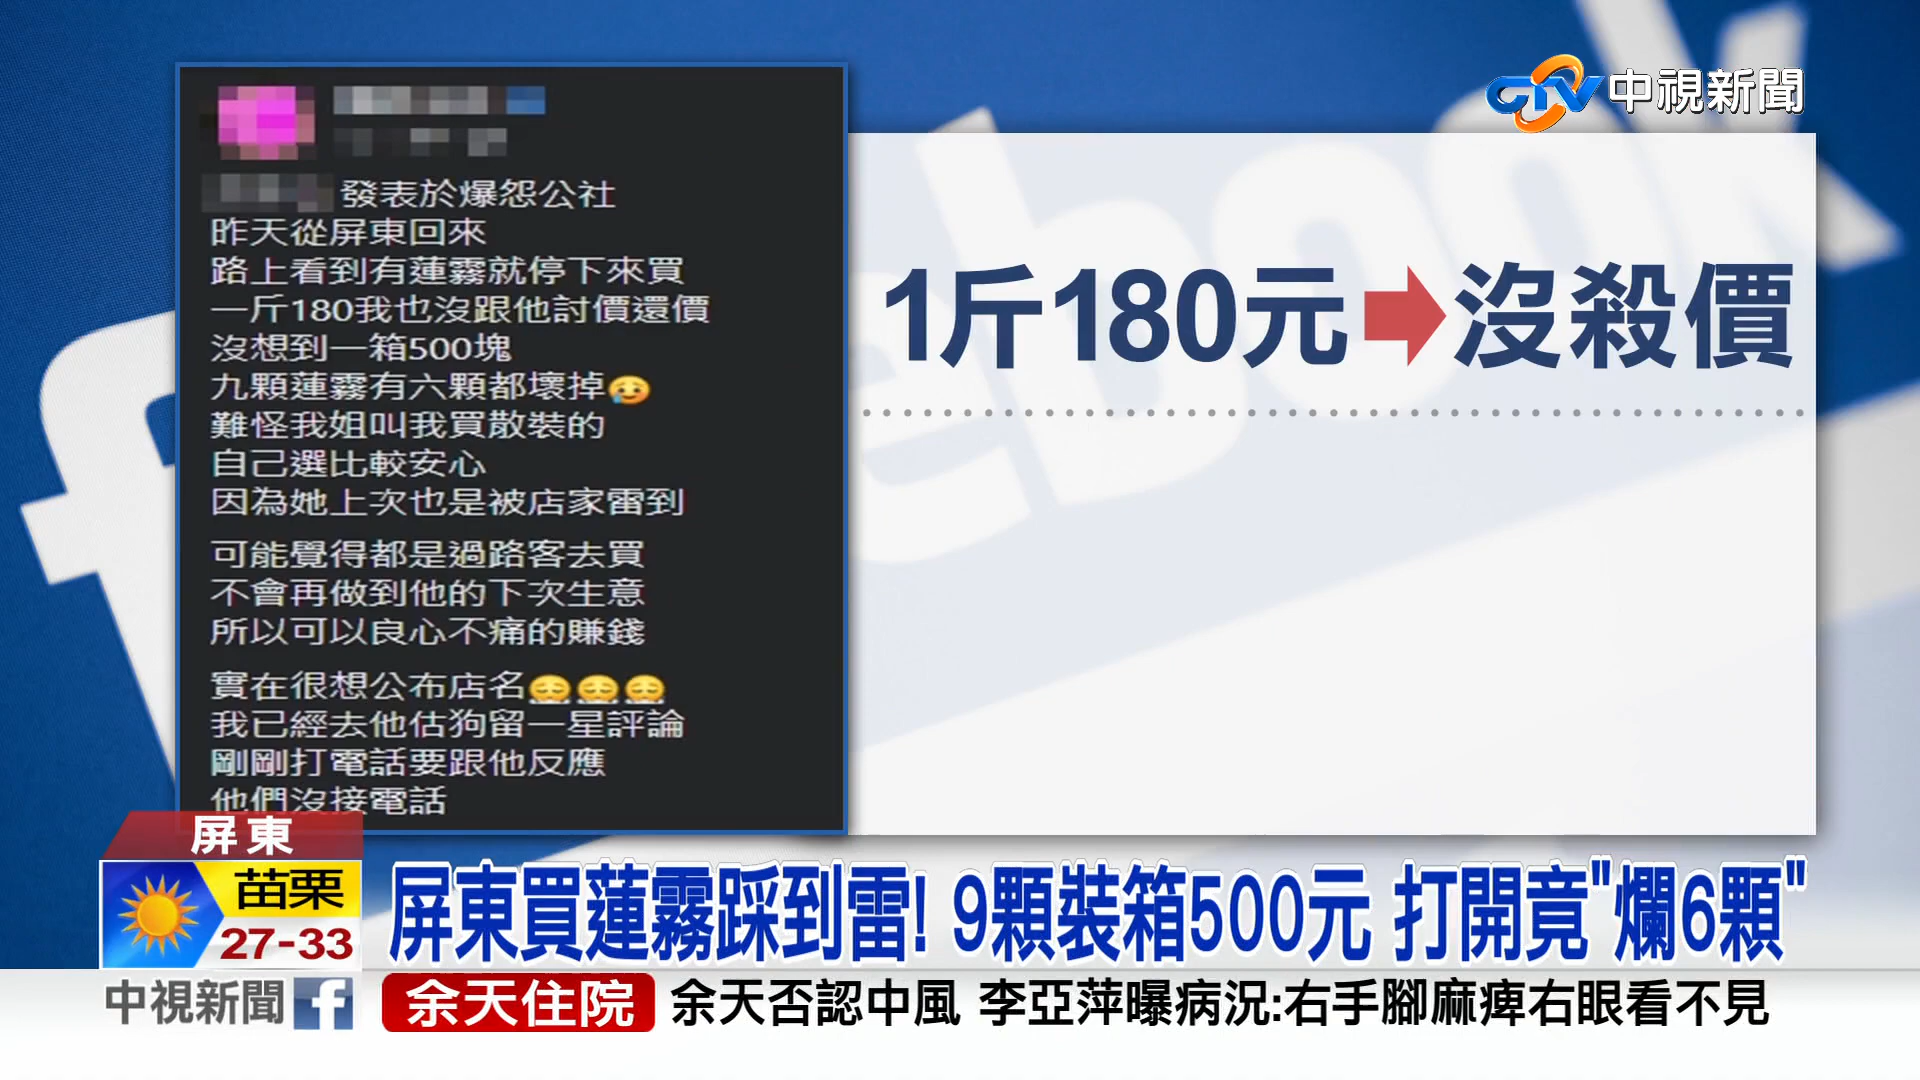 CTV中視新聞
發表於爆怨公社
昨天從屏東回來
路上看到有蓮霧就停下來買
一斤180我也沒跟他討價還價
沒想到一箱500塊
九顆蓮霧有六顆都壞掉
難怪我姐叫我買散裝的
自己選比較安心
因為她上次也是被店家雷到
可能覺得都是過路客去買
不會再做到他的下次生意
所以可以良心不痛的賺錢
實在很想公布店名
我已經去他估狗留一星評論
剛剛打電話要跟他反應
他們沒接電話
1斤180元 沒殺價
屏東
苗栗
27-33
屏東買蓮霧踩到雷! 9顆裝箱500元 打開竟"爛6顆"
中視新聞 f
余天住院 余天否認中風 李亞萍曝病況:右手腳麻痺右眼看不見